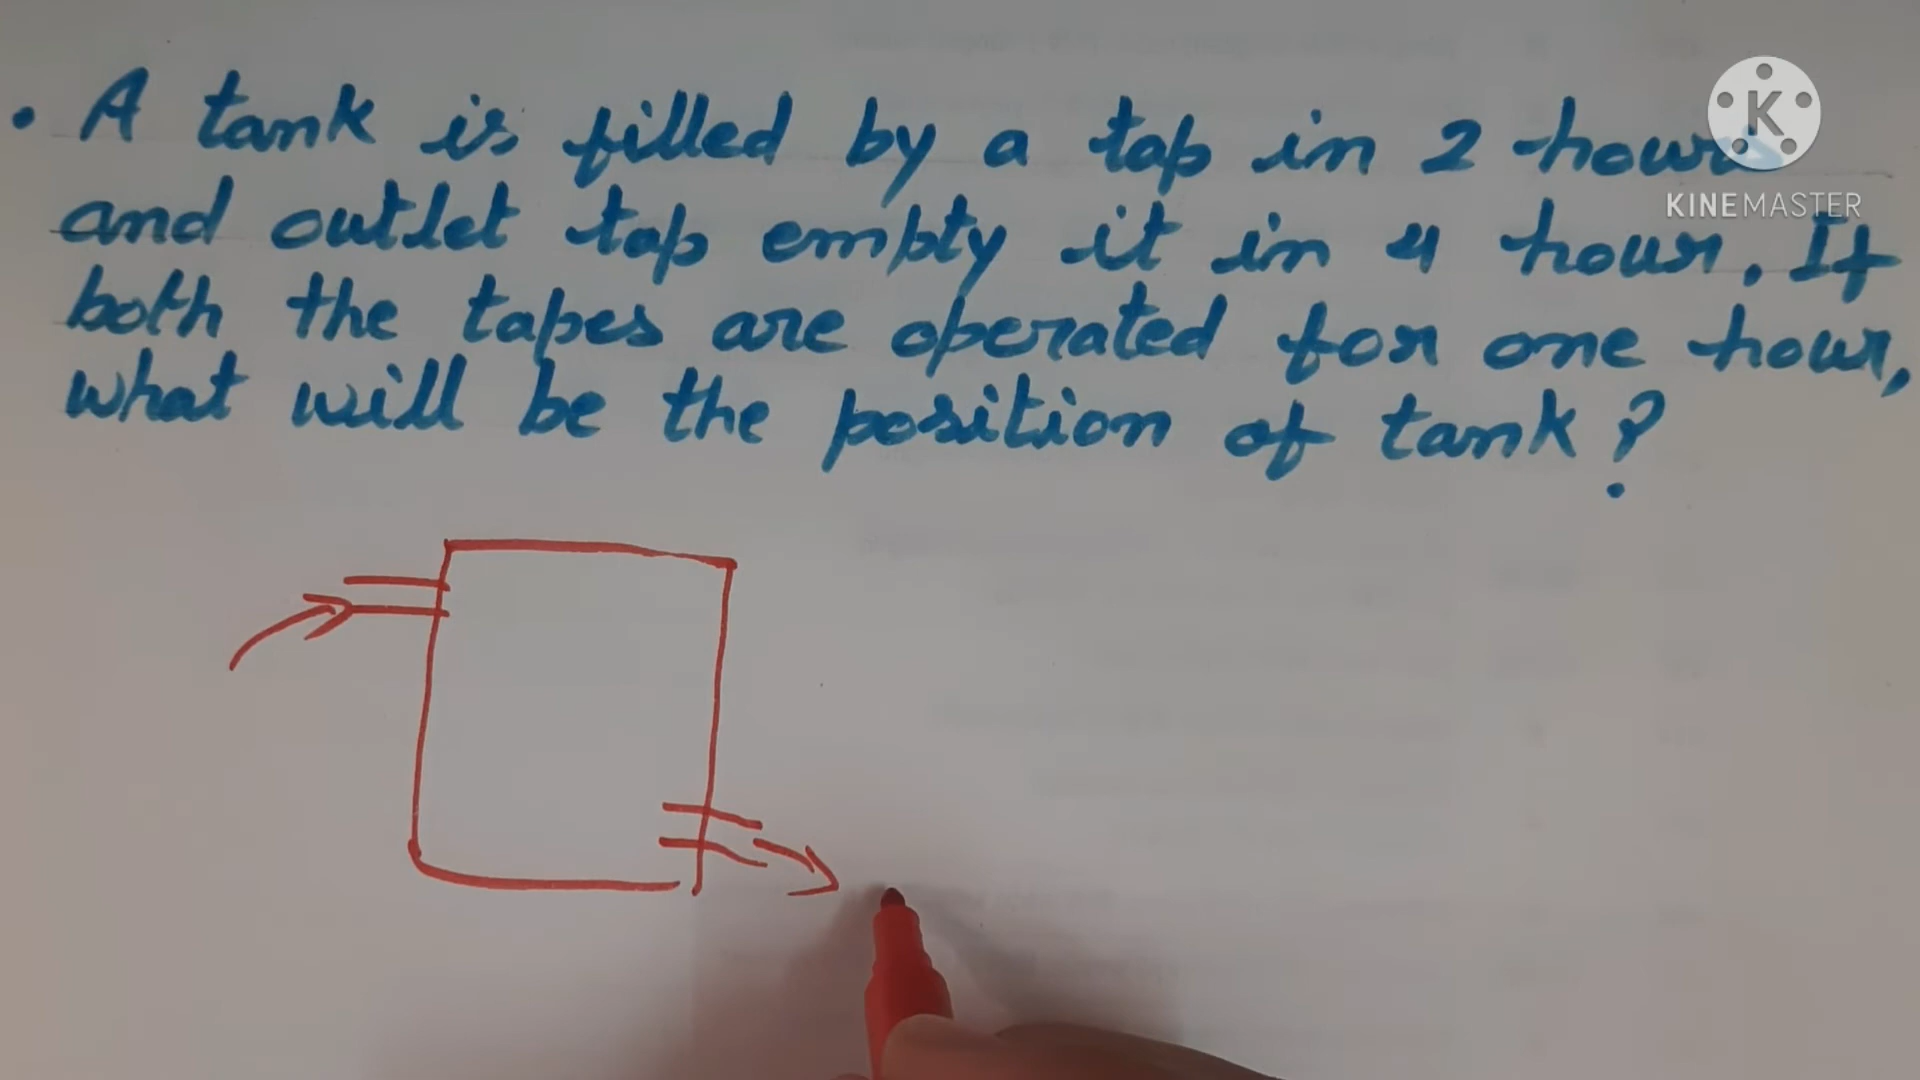 . A tank is filled by a tap in 2 hours
and outlet tap empty it in 4 hour. If
both the tapes are operated for one hour,
what will be the position of tank?
K
KINEMASTER